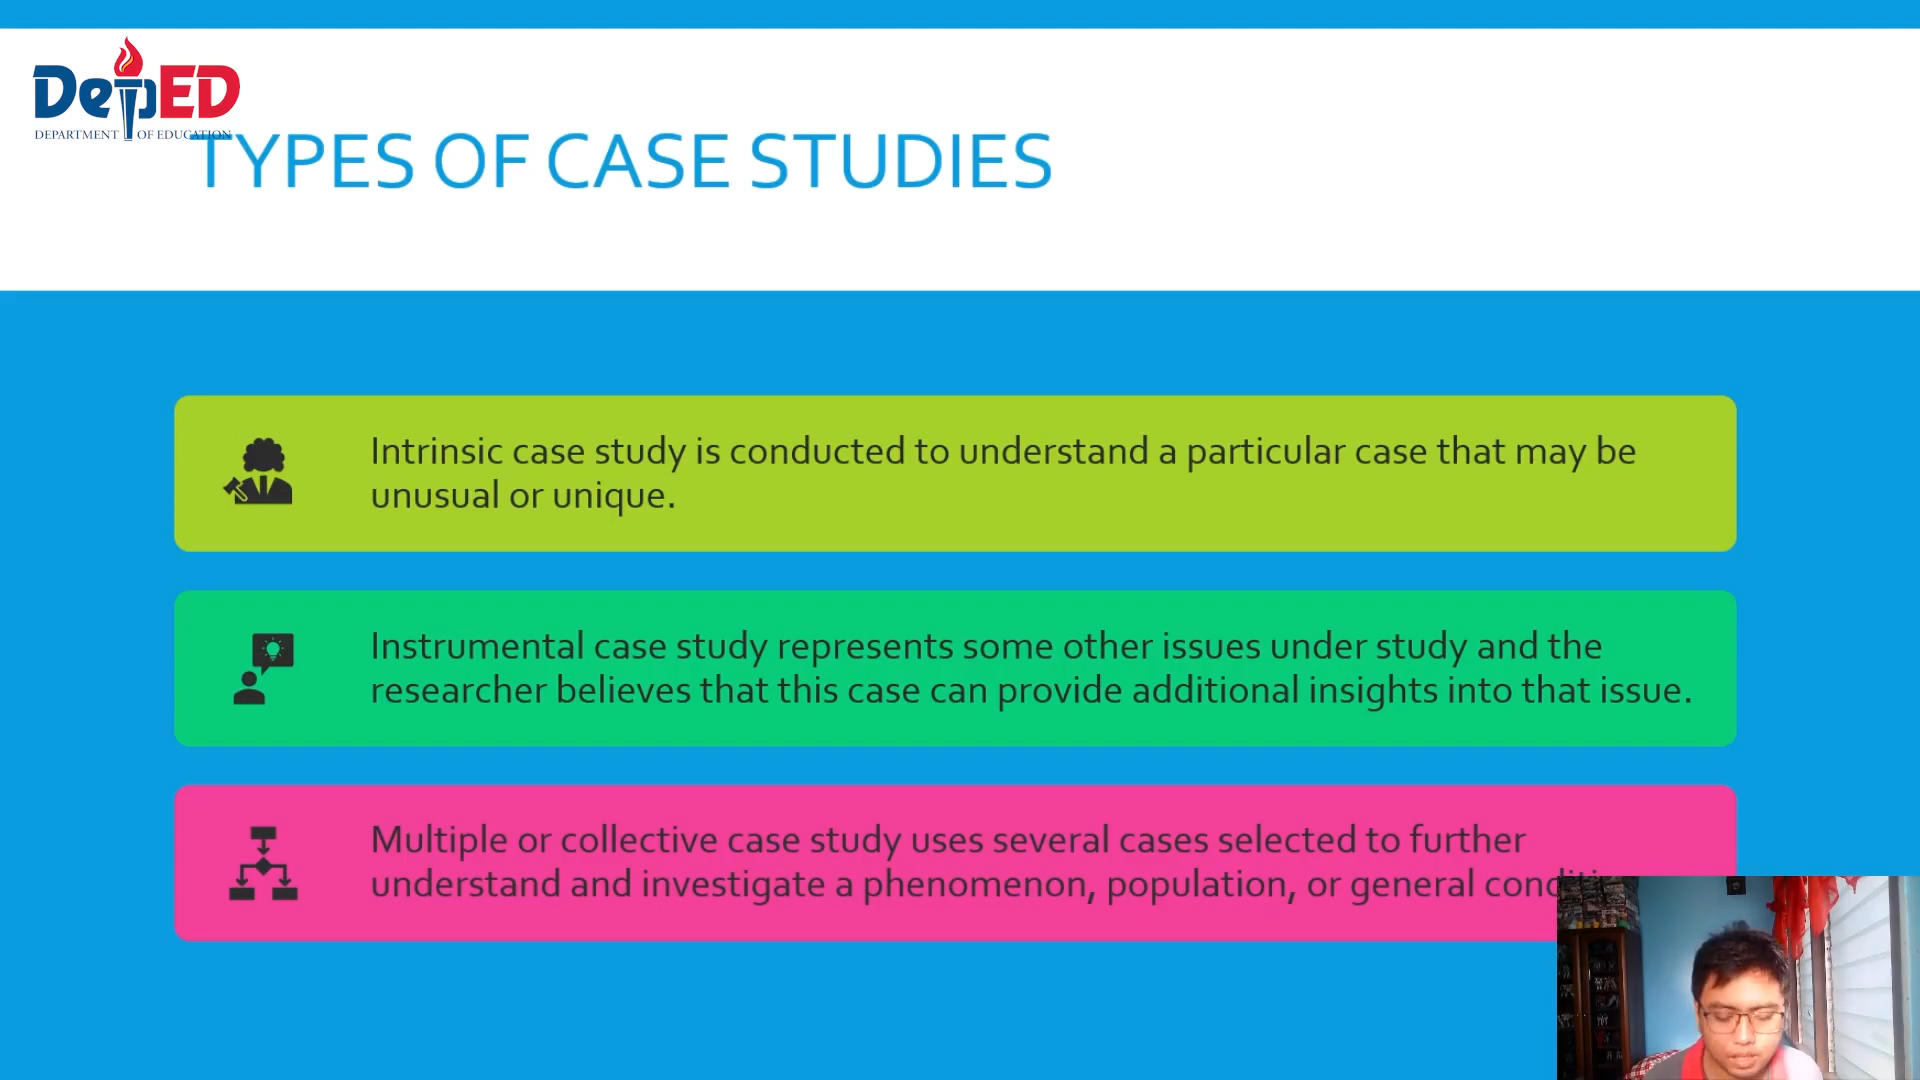 DepED
DEPARTMENT OF EDUCATION
TYPES OF CASE STUDIES
Intrinsic case study is conducted to understand a particular case that may be
unusual or unique.
Instrumental case study represents some other issues under study and the
researcher believes that this case can provide additional insights into that issue.
Multiple or collective case study uses several cases selected to further
understand and investigate a phenomenon, population, or general